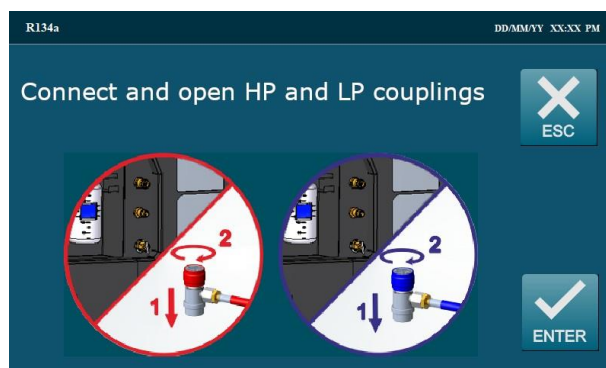 R134a
DD/MM/YY XX:XX PM
Connect and open HP and LP couplings
ESC
2
1
2
1
ENTER